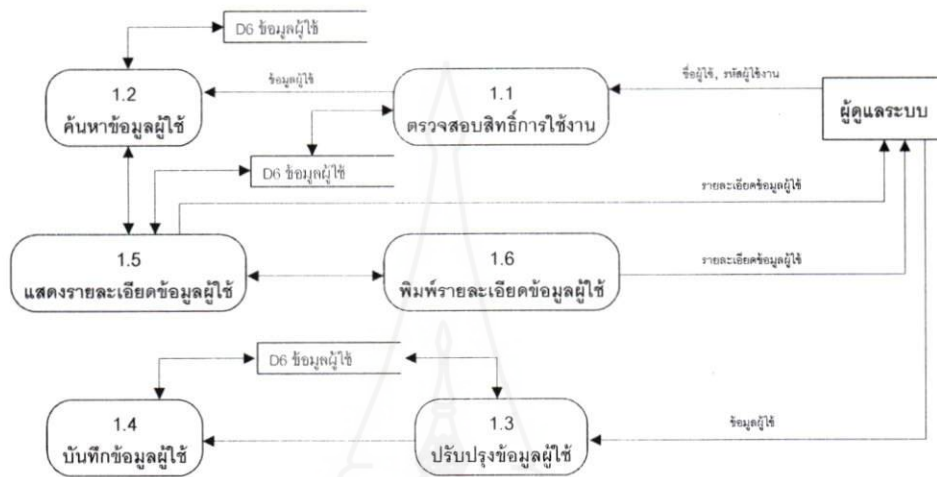 D6 ข้อมูลผู้ใช้
ข้อมูลผู้ใช้
ชื่อผู้ใช้, รหัสผู้ใช้งาน
1.2
ค้นหาข้อมูลผู้ใช้
1.1
ตรวจสอบสิทธิ์การใช้งาน
ผู้ดูแลระบบ
D6 ข้อมูลผู้ใช้
รายละเอียดข้อมูลผู้ใช้
1.5
แสดงรายละเอียดข้อมูลผู้ใช้
1.6
พิมพ์รายละเอียดข้อมูลผู้ใช้
รายละเอียดข้อมูลผู้ใช้
D6 ข้อมูลผู้ใช้
1.4
บันทึกข้อมูลผู้ใช้
1.3
ปรับปรุงข้อมูลผู้ใช้
ข้อมูลผู้ใช้